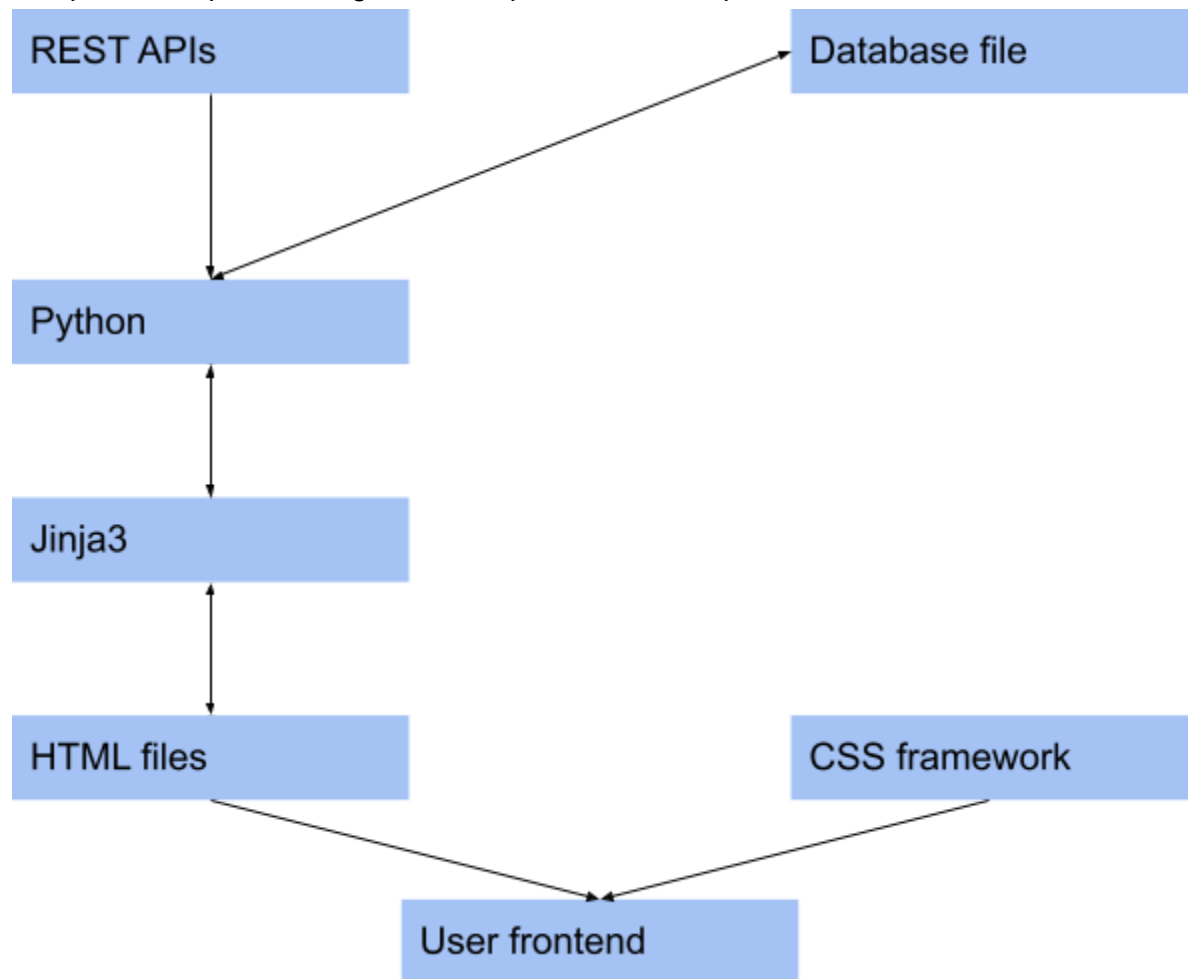 REST APIs
Database file
Python
Jinja3
HTML files
CSS framework
User frontend